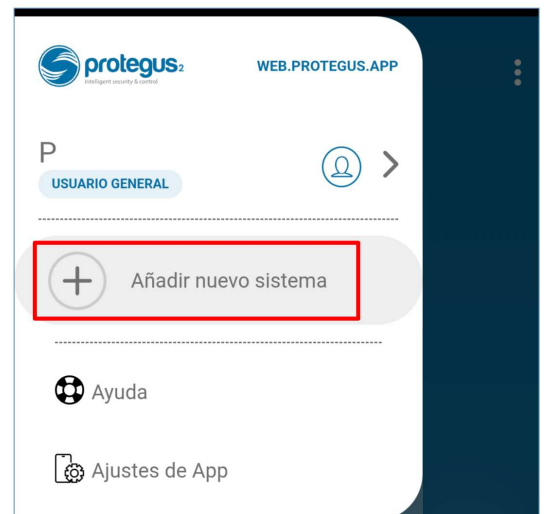 protegus2
intelligent security & control
WEB.PROTEGUS.APP
P
USUARIO GENERAL
Añadir nuevo sistema
Ayuda
Ajustes de App